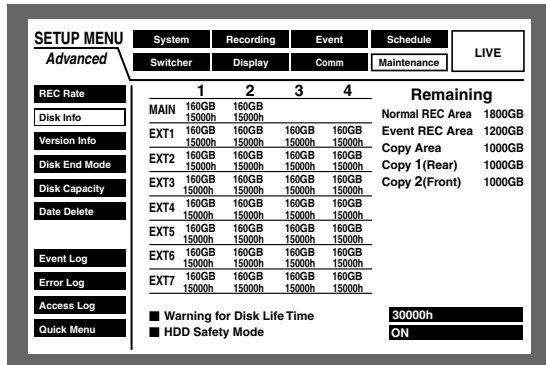 SETUP MENU
Advanced
System Recording Event Schedule
Switcher Display Comm Maintenance
LIVE
REC Rate
Disk Info
Version Info
Disk End Mode
Disk Capacity
Date Delete
Event Log
Error Log
Access Log
Quick Menu
1 2 3 4
MAIN 160GB 160GB
15000h 15000h
EXT1 160GB 160GB 160GB 160GB
15000h 15000h 15000h 15000h
EXT2 160GB 160GB 160GB 160GB
15000h 15000h 15000h 15000h
EXT3 160GB 160GB 160GB 160GB
15000h 15000h 15000h 15000h
EXT4 160GB 160GB 160GB 160GB
15000h 15000h 15000h 15000h
EXT5 160GB 160GB 160GB 160GB
15000h 15000h 15000h 15000h
EXT6 160GB 160GB 160GB 160GB
15000h 15000h 15000h 15000h
EXT7 160GB 160GB 160GB 160GB
15000h 15000h 15000h 15000h
Remaining
Normal REC Area 1800GB
Event REC Area 1200GB
Copy Area 1000GB
Copy 1(Rear) 1000GB
Copy 2(Front) 1000GB
■ Warning for Disk Life Time 30000h
■ HDD Safety Mode ON